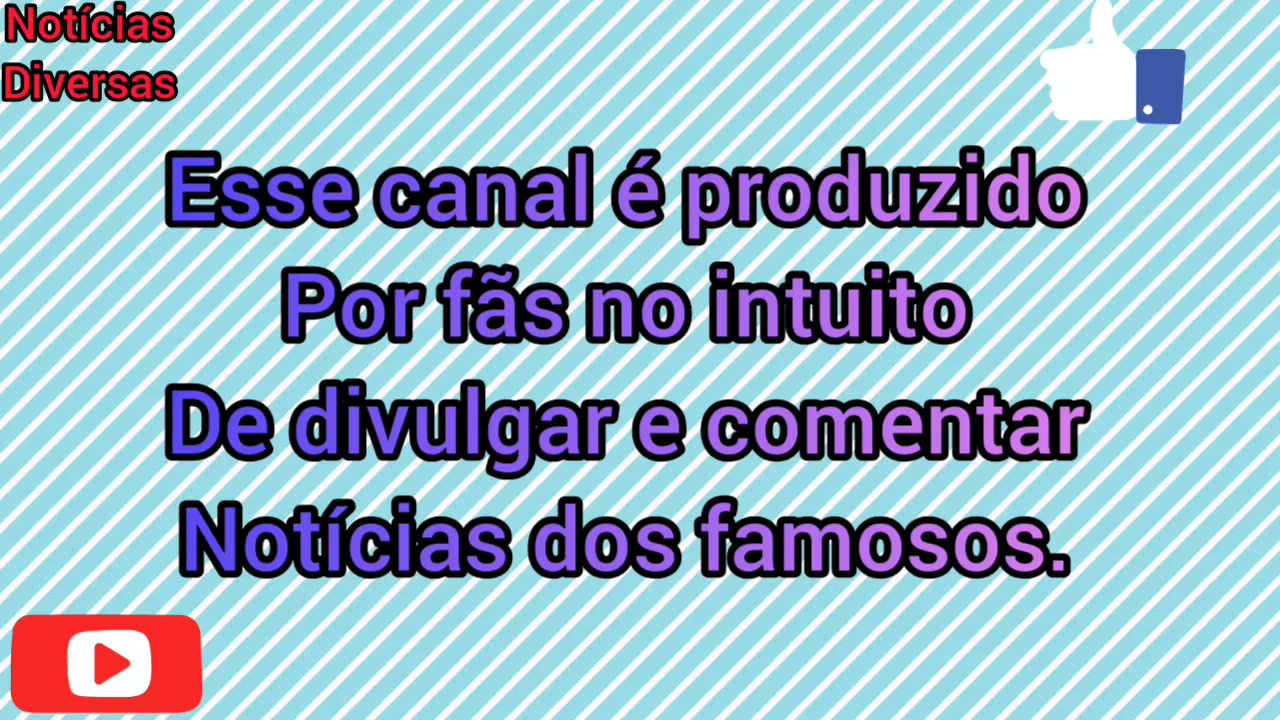 Notícias
Diversas
Esse canal é produzido
Por fãs no intuito
De divulgar e comentar
Notícias dos famosos.